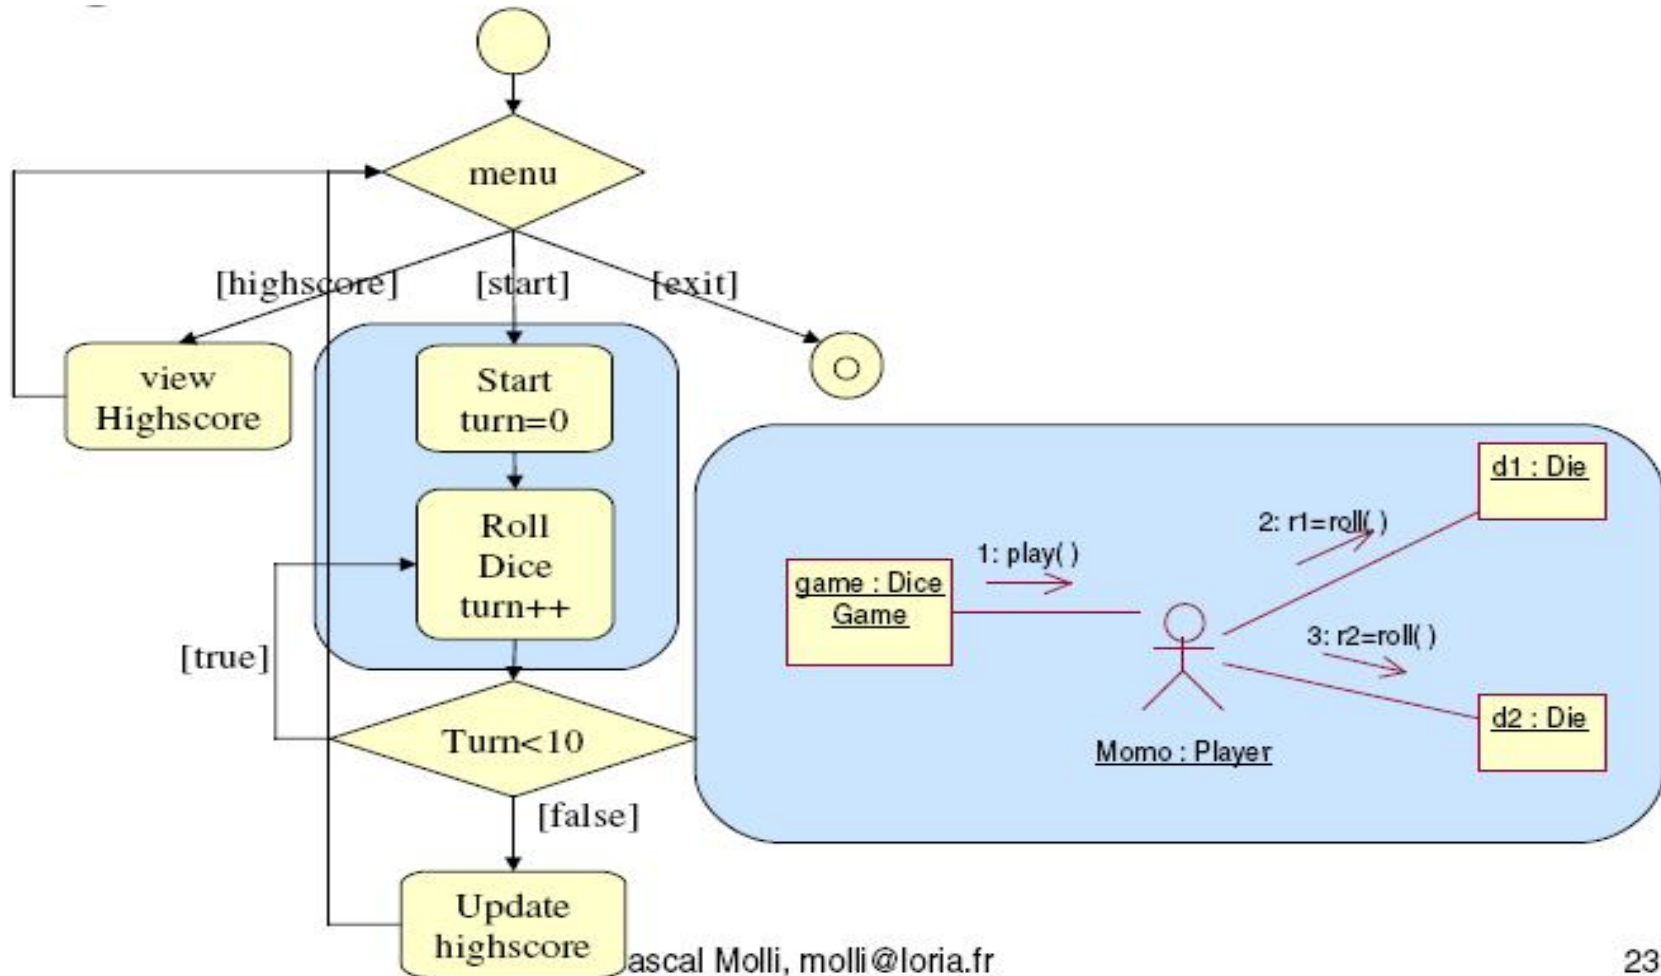 menu
[highscore]
[start]
[exit]
view
Highscore
Start
turn=0
Roll
Dice
turn++
[true]
Turn<10
[false]
Update
highscore
game : Dice
Game
1: play( )
2: r1=roll( )
3: r2=roll( )
d1 : Die
d2 : Die
Momo : Player
ascal Molli, molli@loria.fr
23